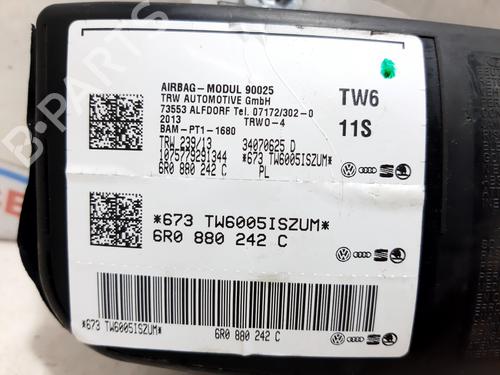 AIRBAG-MODUL 90025
TRW AUTOMOTIVE GmbH
73553 ALFDORF Tel. 07172/302-0
2013 TRWO-4
BAM-PT1-1680
TRW 239/13 34070625 D
1075779291344 *673 TW6005ISZUM*
6R0 880 242 C PL
TW6
11S
*673 TW6005ISZUM*
6R0 880 242 C
*673 TW6005ISZUM*
6R0 880 242 C
B-PARTS